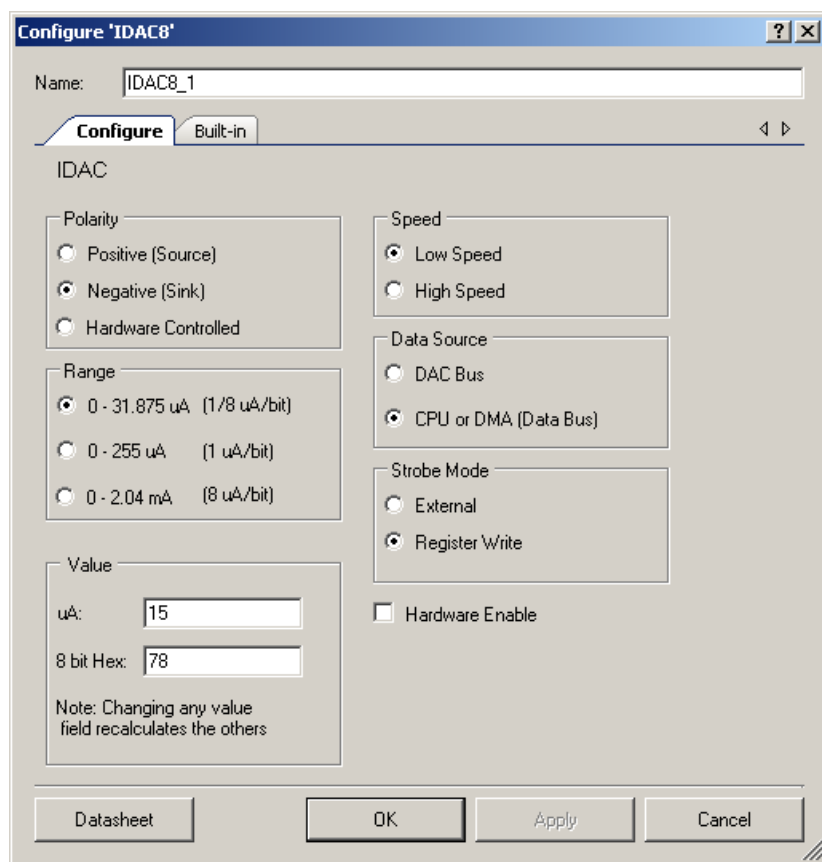 Configure 'IDAC8'
Name: IDAC8_1
Configure Built-in
IDAC
Polarity
Positive (Source)
Negative (Sink)
Hardware Controlled
Range
0 - 31.875 uA (1/8 uA/bit)
0 - 255 uA (1 uA/bit)
0 - 2.04 mA (8 uA/bit)
Value
uA: 15
8 bit Hex: 78
Note: Changing any value
field recalculates the others
Speed
Low Speed
High Speed
Data Source
DAC Bus
CPU or DMA (Data Bus)
Strobe Mode
External
Register Write
Hardware Enable
Datasheet OK Apply Cancel